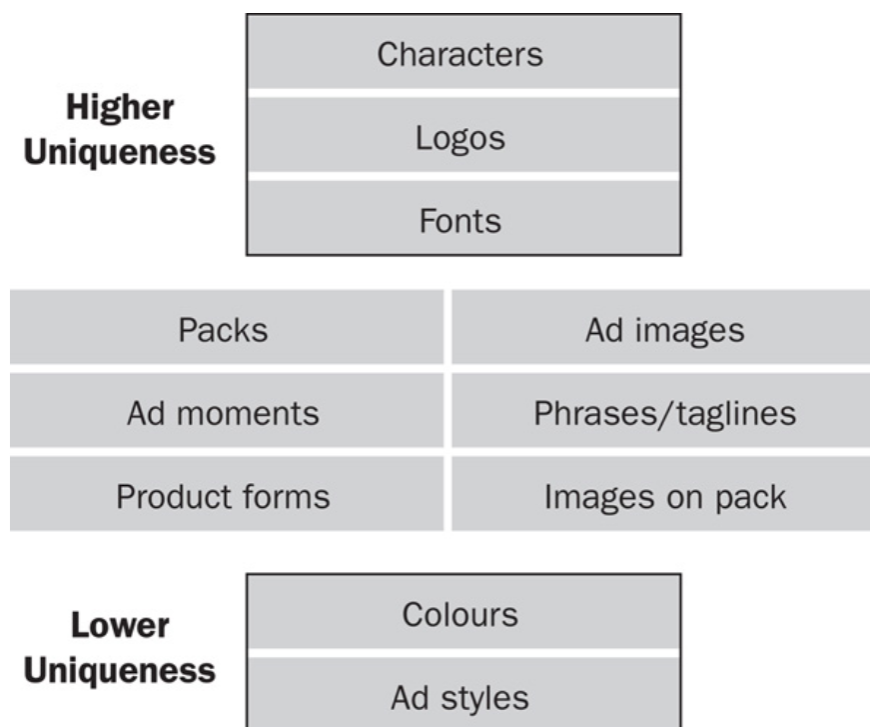 Characters
Higher
Uniqueness
Logos
Fonts
Packs
Ad images
Ad moments
Phrases/taglines
Product forms
Images on pack
Lower
Uniqueness
Colours
Ad styles